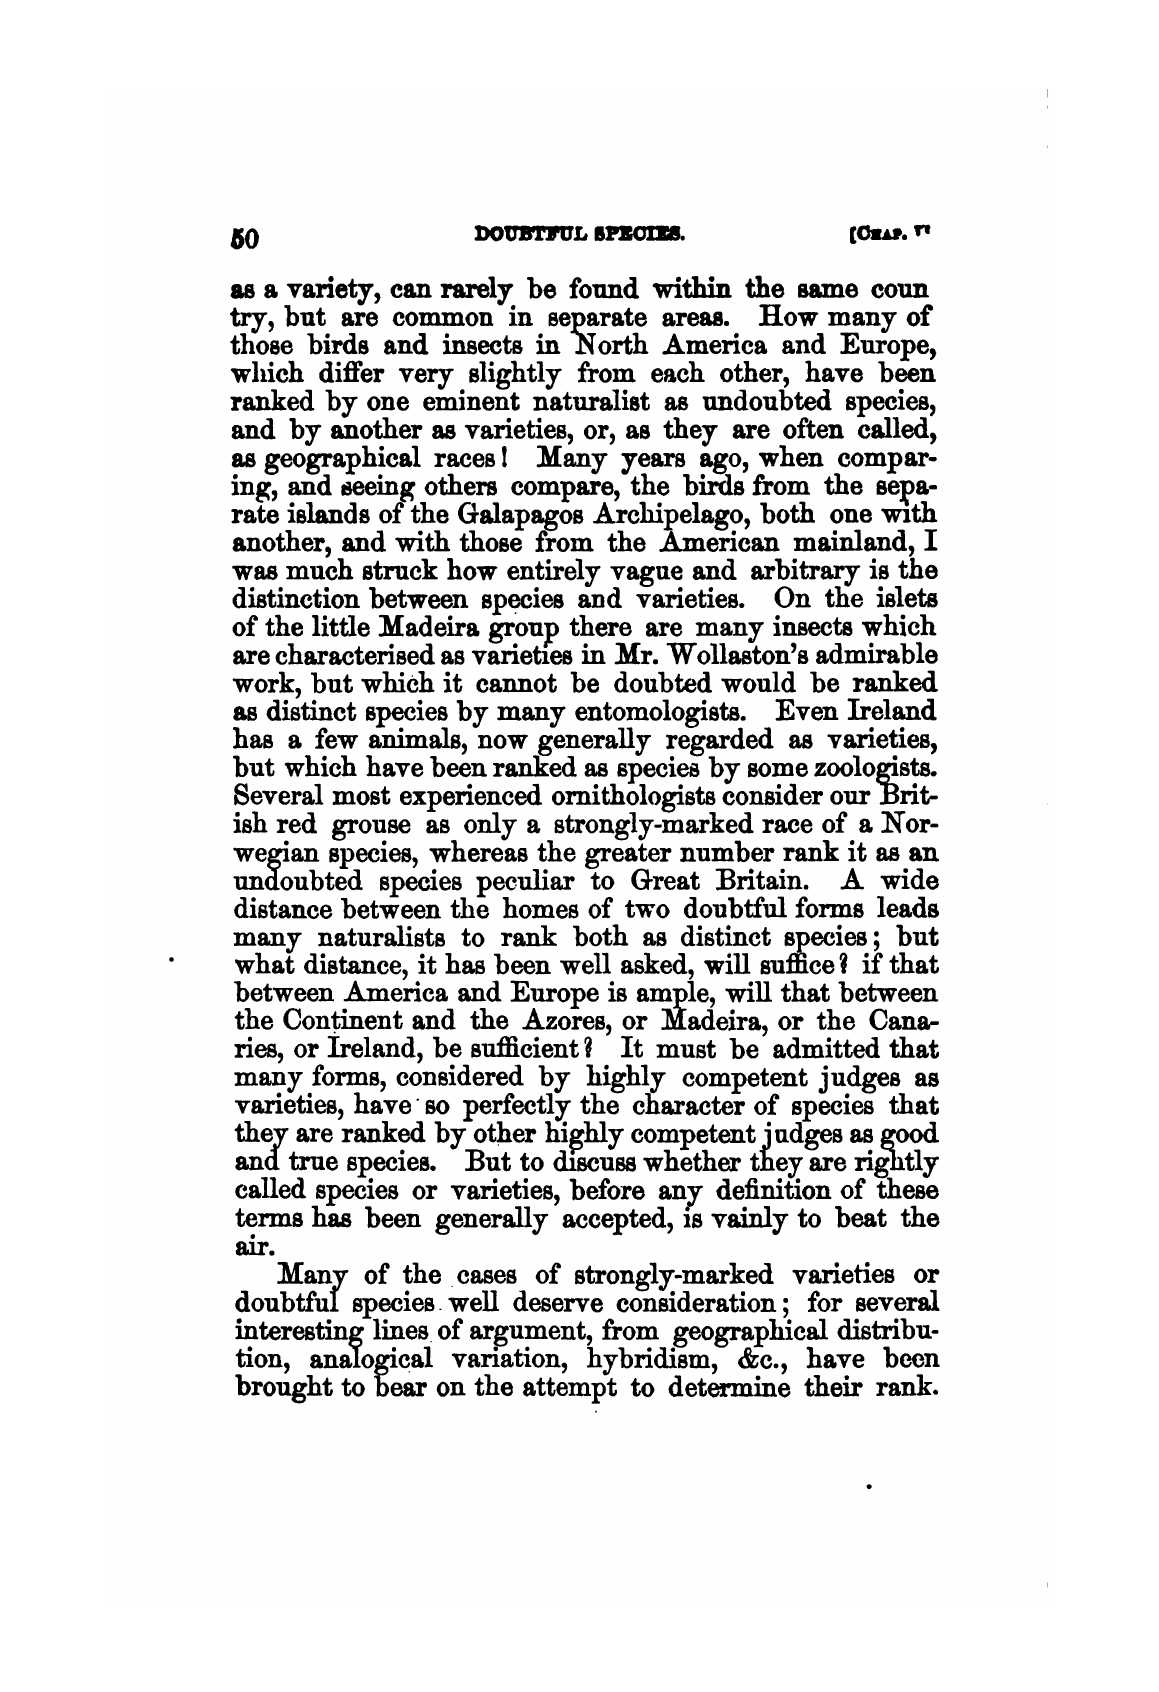 50 DOUBTFUL SPECIES. [CHAP.
as a variety, can rarely be found within the same coun
try, but are common in separate areas. How many of
those birds and insects in North America and Europe,
which differ very slightly from each other, have been
ranked by one eminent naturalist as undoubted species,
and by another as varieties, or, as they are often called,
as geographical races! Many years ago, when compar-
ing, and seeing others compare, the birds from the sepa-
rate islands of the Galapagos Archipelago, both one with
another, and with those from the American mainland, I
was much struck how entirely vague and arbitrary is the
distinction between species and varieties. On the islets
of the little Madeira group there are many insects which
are characterised as varieties in Mr. Wollaston's admirable
work, but which it cannot be doubted would be ranked
as distinct species by many entomologists. Even Ireland
has a few animals, now generally regarded as varieties,
but which have been ranked as species by some zoologists.
Several most experienced ornithologists consider our Brit-
ish red grouse as only a strongly-marked race of a Nor-
wegian species, whereas the greater number rank it as an
undoubted species peculiar to Great Britain. A wide
distance between the homes of two doubtful forms leads
many naturalists to rank both as distinct species; but
what distance, it has been well asked, will suffice? if that
between America and Europe is ample, will that between
the Continent and the Azores, or Madeira, or the Cana-
ries, or Ireland, be sufficient? It must be admitted that
many forms, considered by highly competent judges as
varieties, have so perfectly the character of species that
they are ranked by other highly competent judges as good
and true species. But to discuss whether they are rightly
called species or varieties, before any definition of these
terms has been generally accepted, is vainly to beat the
air.
Many of the cases of strongly-marked varieties or
doubtful species well deserve consideration; for several
interesting lines of argument, from geographical distribu-
tion, analogical variation, hybridism, &c., have been
brought to bear on the attempt to determine their rank.